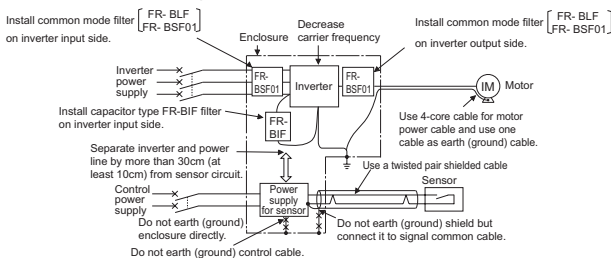 Install common mode filter
on inverter input side.
FR- BLF
FR- BSF01
Enclosure
Decrease
carrier frequency
Install common mode filter
on inverter output side.
FR- BLF
FR- BSF01
Inverter
power
supply
FR-
BSF01
Inverter
FR-
BSF01
IM
Motor
Install capacitor type FR-BIF filter
on inverter input side.
FR-
BIF
Use 4-core cable for motor
power cable and use one
cable as earth (ground) cable.
Separate inverter and power
line by more than 30cm (at
least 10cm) from sensor circuit.
Use a twisted pair shielded cable
Control
power
supply
Power
supply
for sensor
Sensor
Do not earth (ground)
enclosure directly.
Do not earth (ground) shield but
connect it to signal common cable.
Do not earth (ground) control cable.